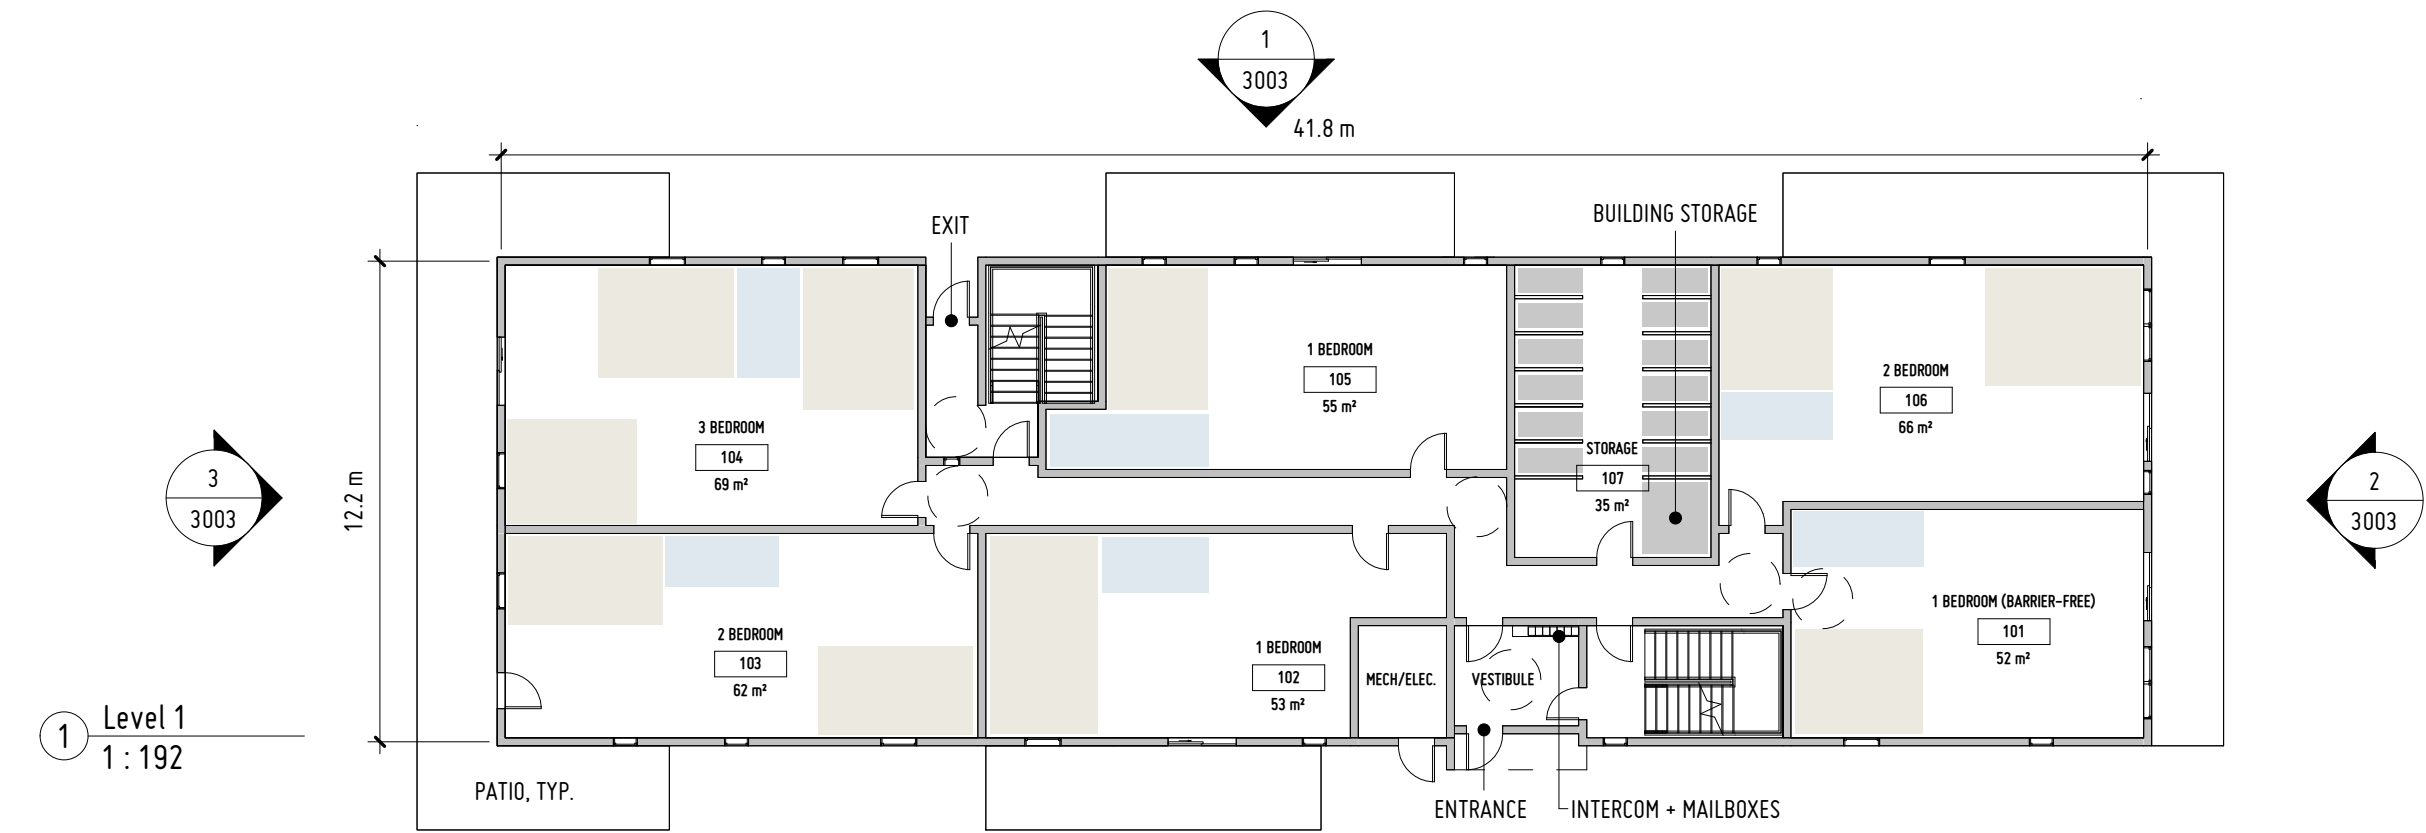 1
3003
41.8 m
BUILDING STORAGE
EXIT
1 BEDROOM
105
55 m²
2 BEDROOM
106
66 m²
3 BEDROOM
104
69 m²
STORAGE
107
35 m²
3
3003
12.2 m
2
3003
1 BEDROOM (BARRIER-FREE)
101
52 m²
2 BEDROOM
103
62 m²
1 BEDROOM
102
53 m²
MECH/ELEC.
VESTIBULE
1
Level 1
1 : 192
PATIO, TYP.
ENTRANCE
INTERCOM + MAILBOXES